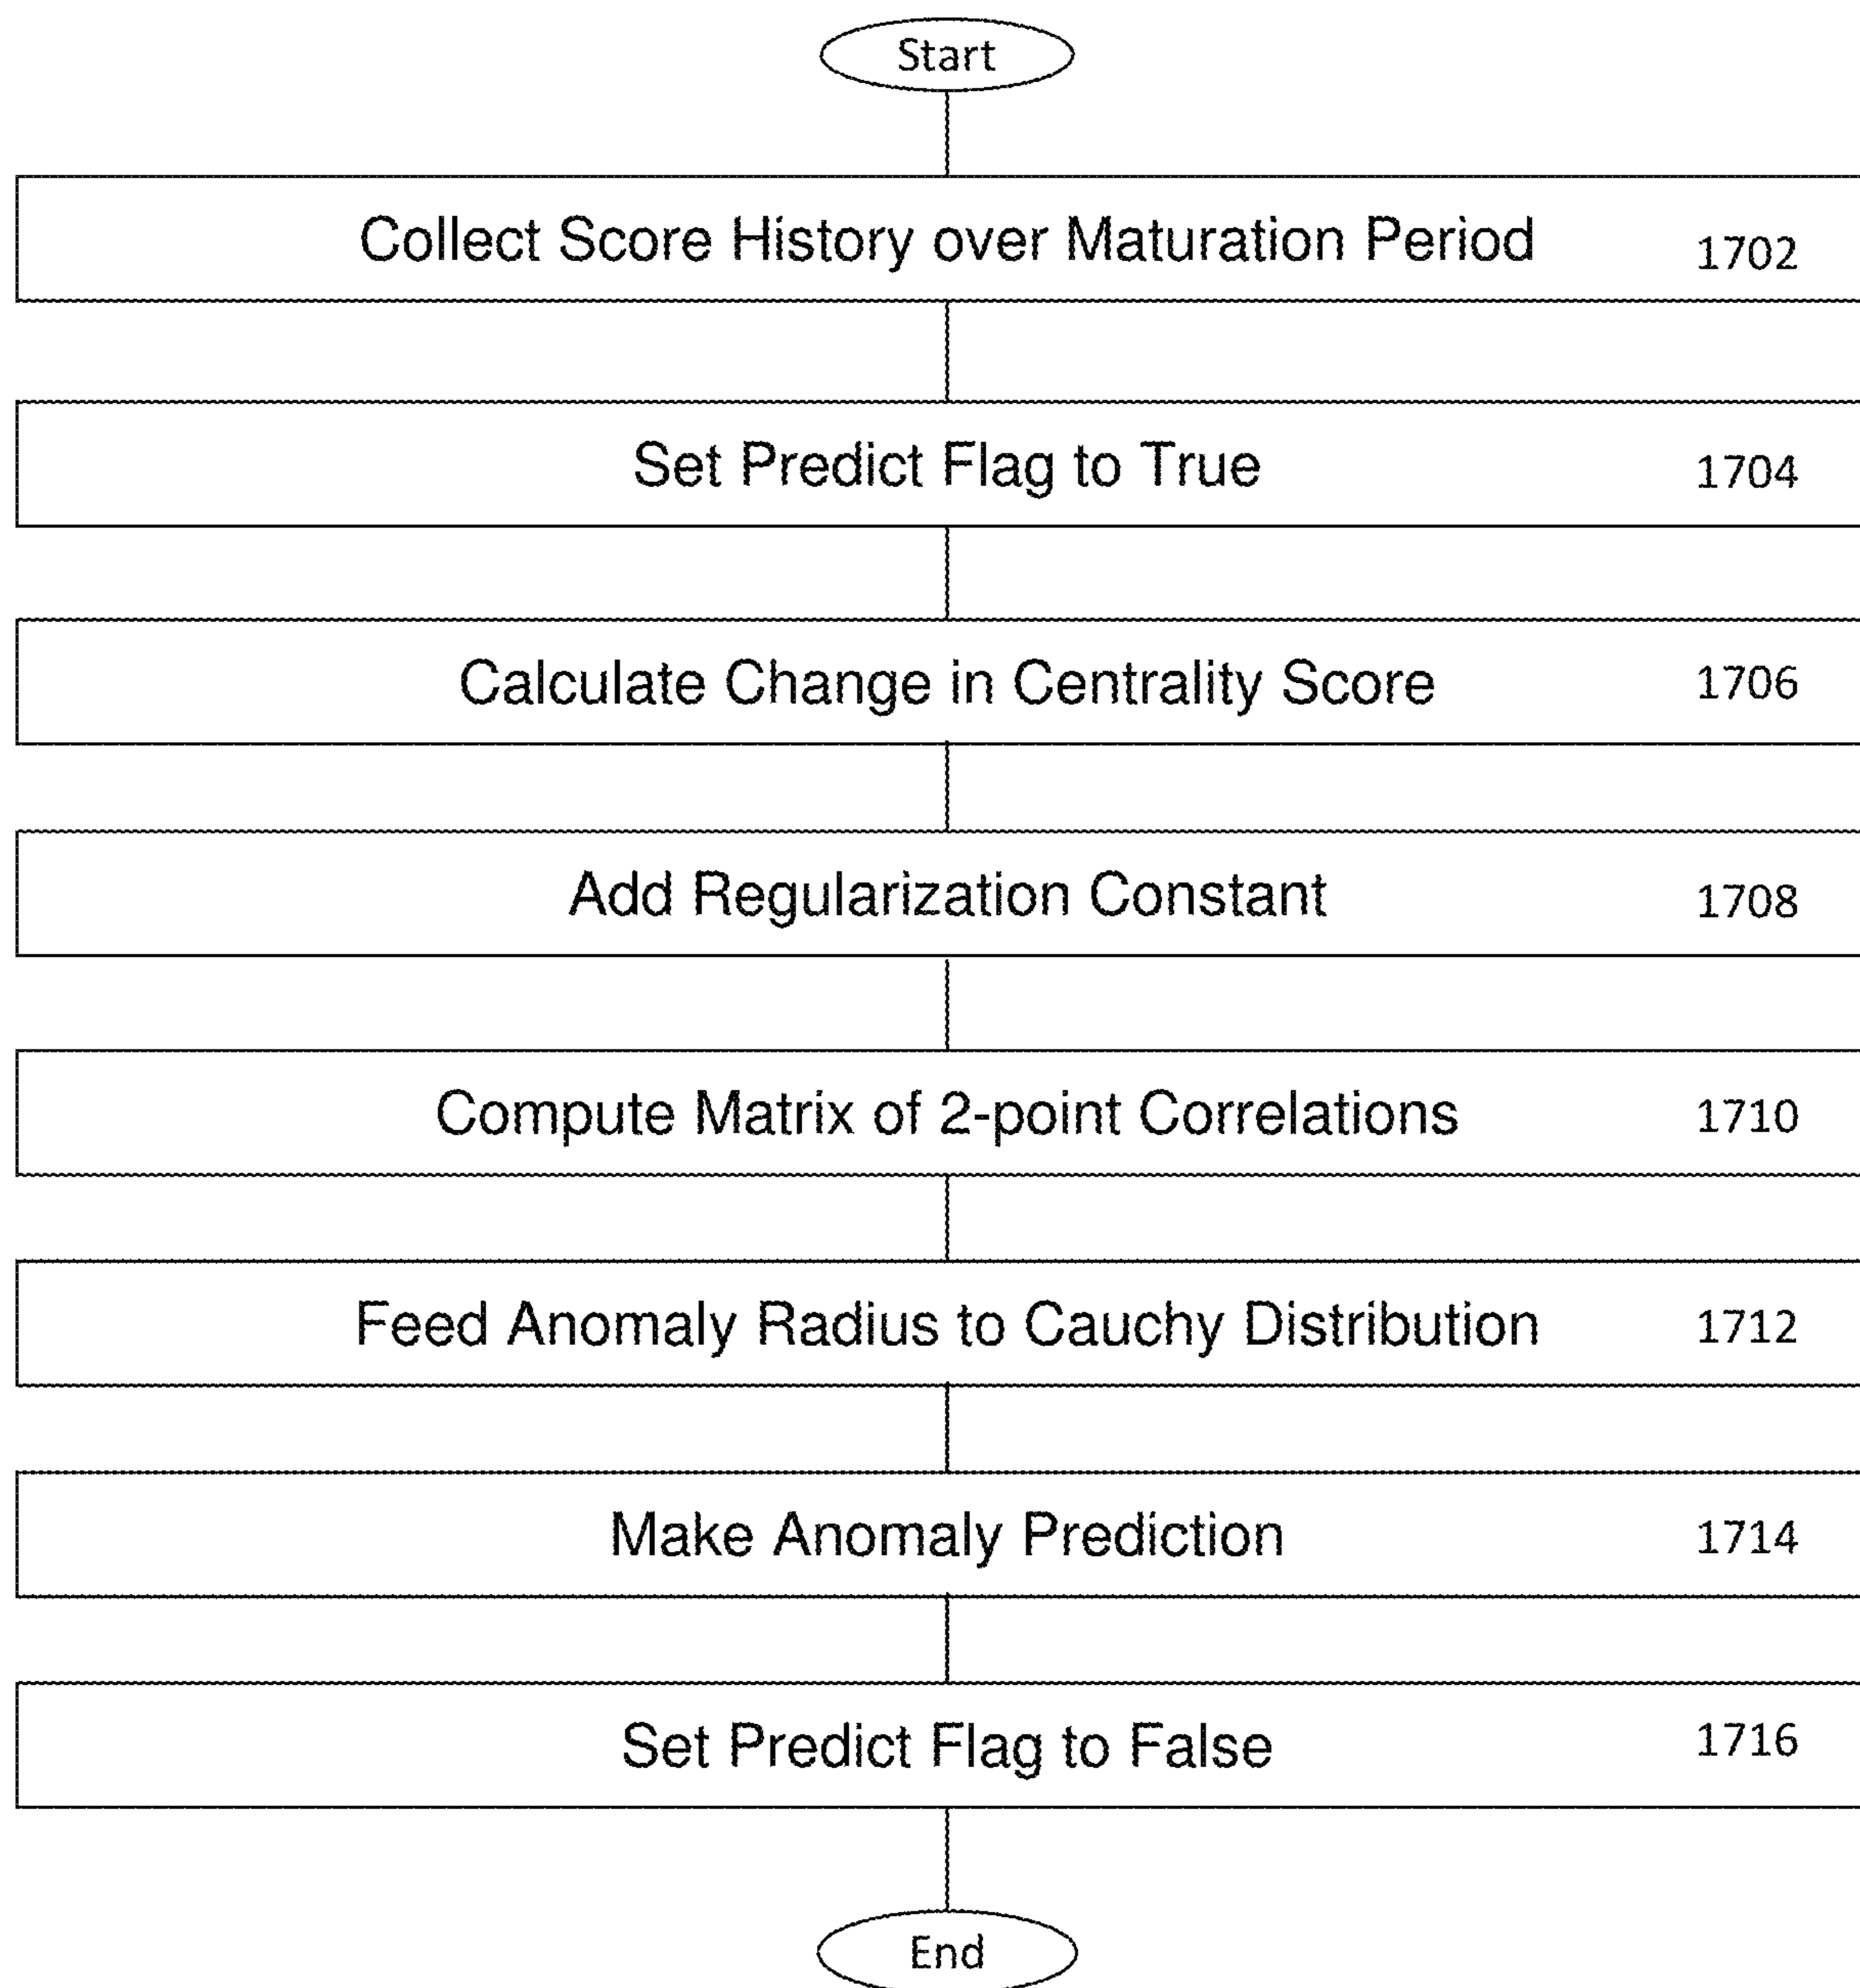 Start
Collect Score History over Maturation Period 1702
Set Predict Flag to True 1704
Calculate Change in Centrality Score 1706
Add Regularization Constant 1708
Compute Matrix of 2-point Correlations 1710
Feed Anomaly Radius to Cauchy Distribution 1712
Make Anomaly Prediction 1714
Set Predict Flag to False 1716
End